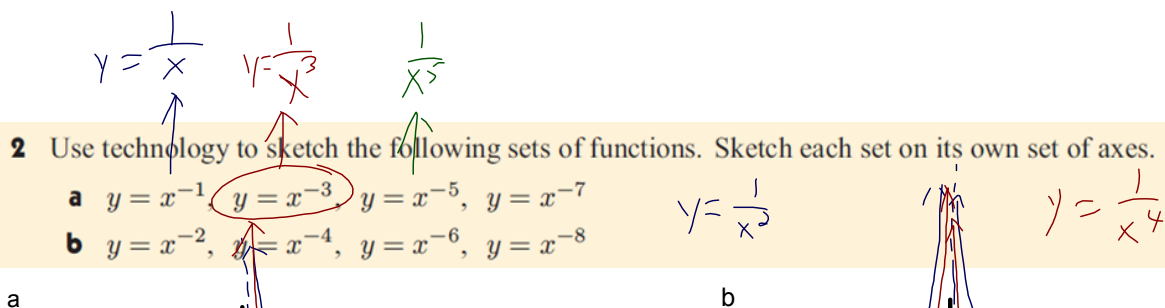 y = 1/x y = 1/x³ 1/x⁵
2 Use technology to sketch the following sets of functions. Sketch each set on its own set of axes.
a y = x⁻¹, y = x⁻³, y = x⁻⁵, y = x⁻⁷
y = 1/x² y = 1/x⁴
b y = x⁻², y = x⁻⁴, y = x⁻⁶, y = x⁻⁸
a b